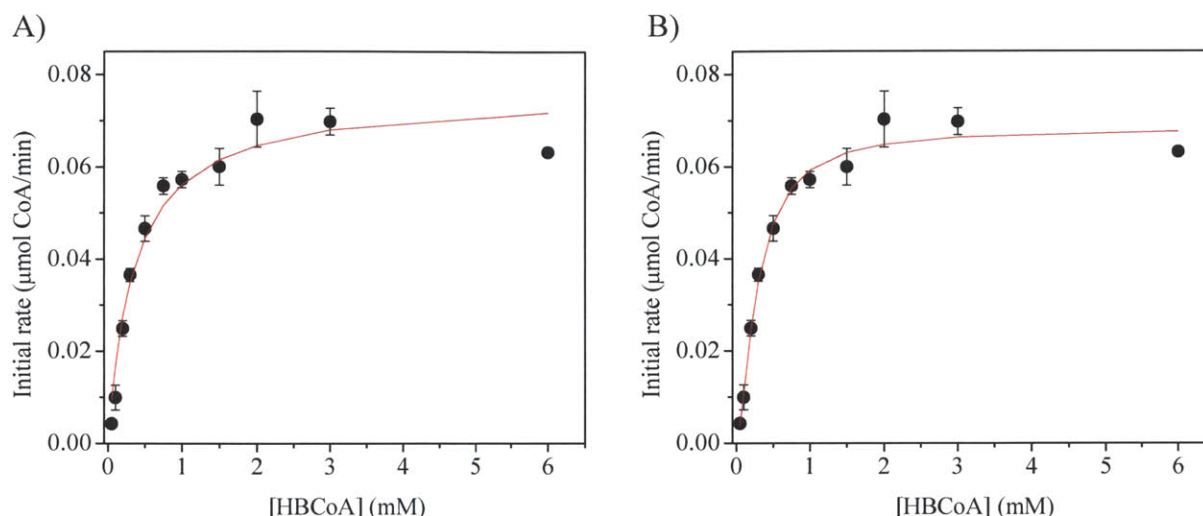 A)
Initial rate (μmol CoA/min)
0.08
0.06
0.04
0.02
0.00
0 1 2 3 4 5 6
[HBCoA] (mM)
B)
Initial rate (μmol CoA/min)
0.08
0.06
0.04
0.02
0.00
0 1 2 3 4 5 6
[HBCoA] (mM)